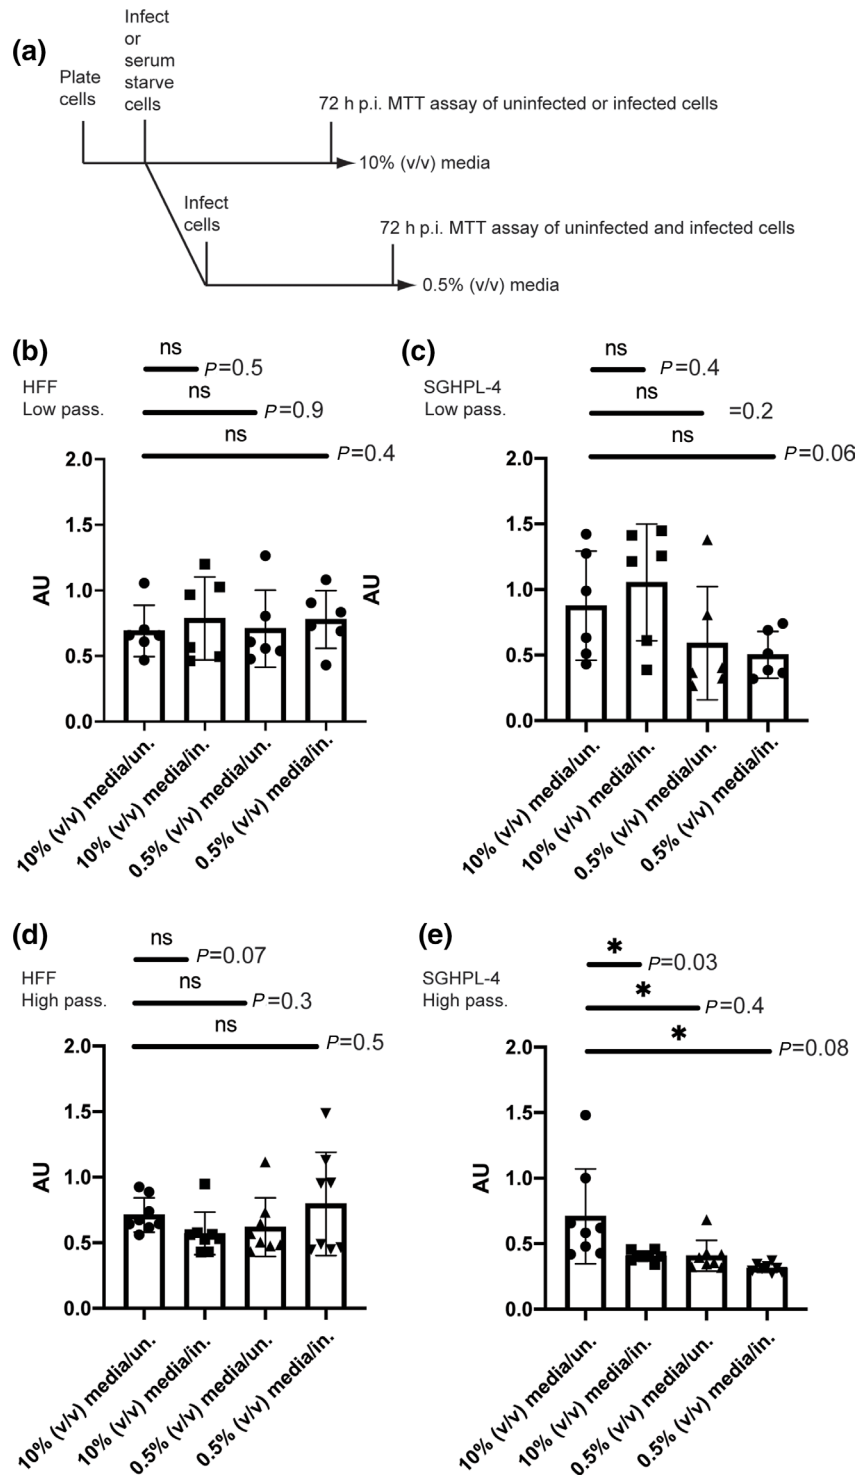 (a)
Plate
cells
Infect
or
serum
starve
cells
72 h p.i. MTT assay of uninfected or infected cells
10% (v/v) media
Infect
cells
72 h p.i. MTT assay of uninfected and infected cells
0.5% (v/v) media
(b)
HFF
Low pass.
ns
P=0.5
ns
P=0.9
ns
P=0.4
AU
2.0
1.5
1.0
0.5
0.0
10% (v/v) media/un.
10% (v/v) media/in.
0.5% (v/v) media/un.
0.5% (v/v) media/in.
(c)
SGHPL-4
Low pass.
ns
P=0.4
ns
=0.2
ns
P=0.06
AU
2.0
1.5
1.0
0.5
0.0
10% (v/v) media/un.
10% (v/v) media/in.
0.5% (v/v) media/un.
0.5% (v/v) media/in.
(d)
HFF
High pass.
ns
P=0.07
ns
P=0.3
ns
P=0.5
AU
2.0
1.5
1.0
0.5
0.0
10% (v/v) media/un.
10% (v/v) media/in.
0.5% (v/v) media/un.
0.5% (v/v) media/in.
(e)
SGHPL-4
High pass.
*
P=0.03
*
P=0.4
*
P=0.08
AU
2.0
1.5
1.0
0.5
0.0
10% (v/v) media/un.
10% (v/v) media/in.
0.5% (v/v) media/un.
0.5% (v/v) media/in.